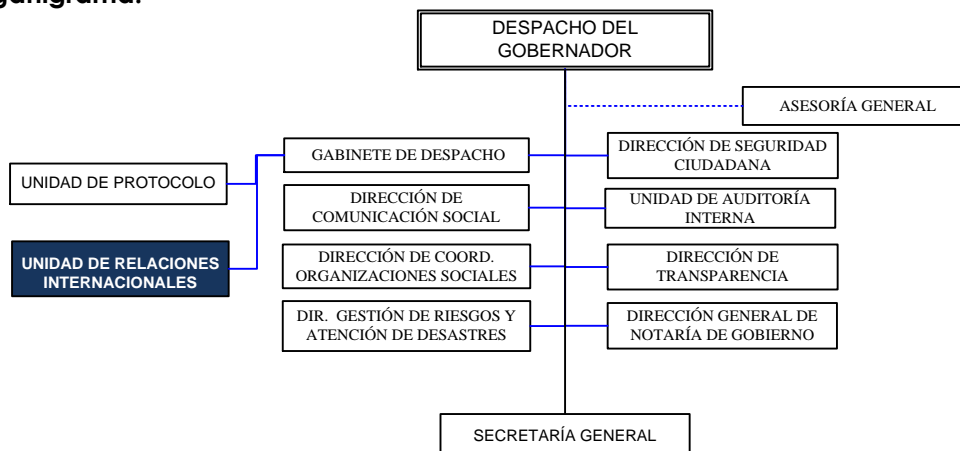 DESPACHO DEL
GOBERNADOR
ASESORÍA GENERAL
GABINETE DE DESPACHO
DIRECCIÓN DE SEGURIDAD
CIUDADANA
UNIDAD DE PROTOCOLO
DIRECCIÓN DE
COMUNICACIÓN SOCIAL
UNIDAD DE AUDITORÍA
INTERNA
UNIDAD DE RELACIONES
INTERNACIONALES
DIRECCIÓN DE COORD.
ORGANIZACIONES SOCIALES
DIRECCIÓN DE
TRANSPARENCIA
DIR. GESTIÓN DE RIESGOS Y
ATENCIÓN DE DESASTRES
DIRECCIÓN GENERAL DE
NOTARÍA DE GOBIERNO
SECRETARÍA GENERAL